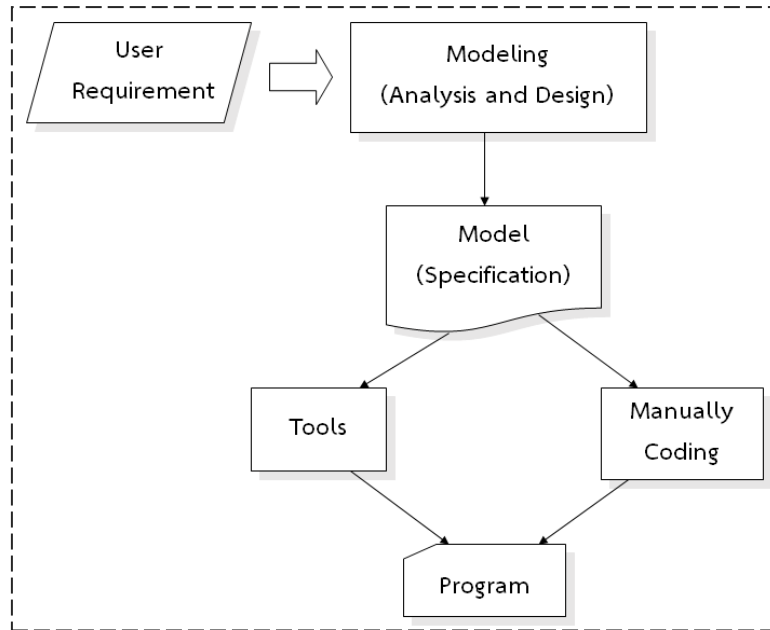 User
Requirement
Modeling
(Analysis and Design)
Model
(Specification)
Tools
Manually
Coding
Program